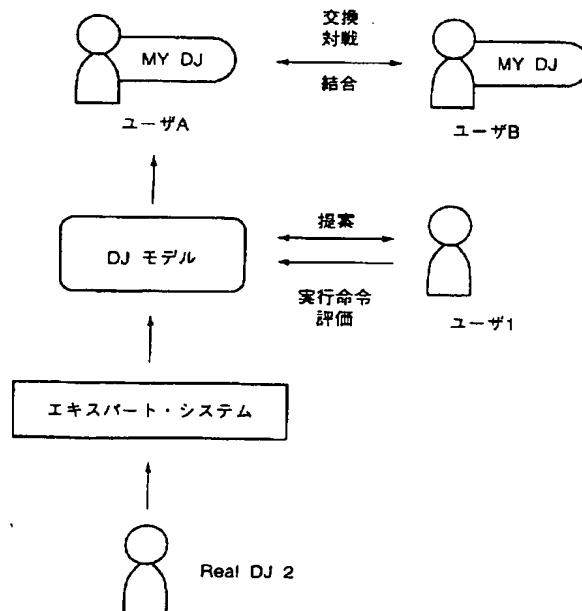 交換
対戦
MY DJ
MY DJ
結合
ユーザA
ユーザB
提案
DJ モデル
実行命令
評価
ユーザ1
エキスパート・システム
Real DJ 2